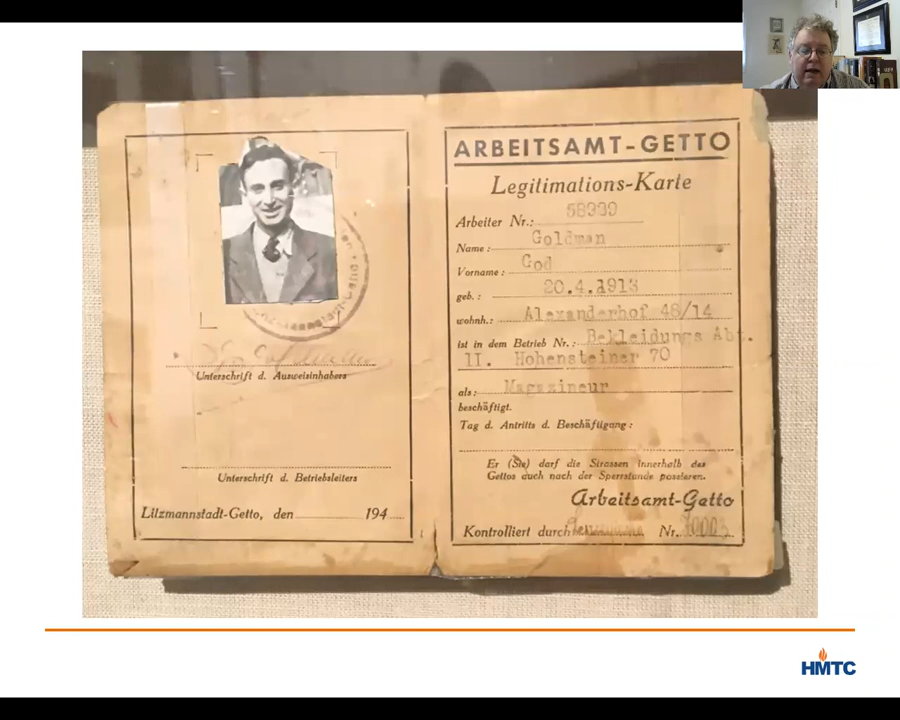 Unterschrift d. Ausweisinhabers
Unterschrift d. Betriebsleiters
Litzmannstadt-Getto, den 194
ARBEITSAMT-GETTO
Legitimations-Karte
Arbeiter Nr.: 58999
Name: Goldman
Vorname: God
geb.: 20.4.1913
wohnh.: Alexanderhof 48/14
ist in dem Betrieb Nr.: Bekleidungs Abt.
II. Hohensteiner 70
als: Magazineur
beschäftigt.
Tag d. Antritts d. Beschäftigung:
Er (Sie) darf die Strassen innerhalb des
Gettos auch nach der Sperrstunde passieren.
Arbeitsamt-Getto
Kontrolliert durch Nr. 10003
HMTC